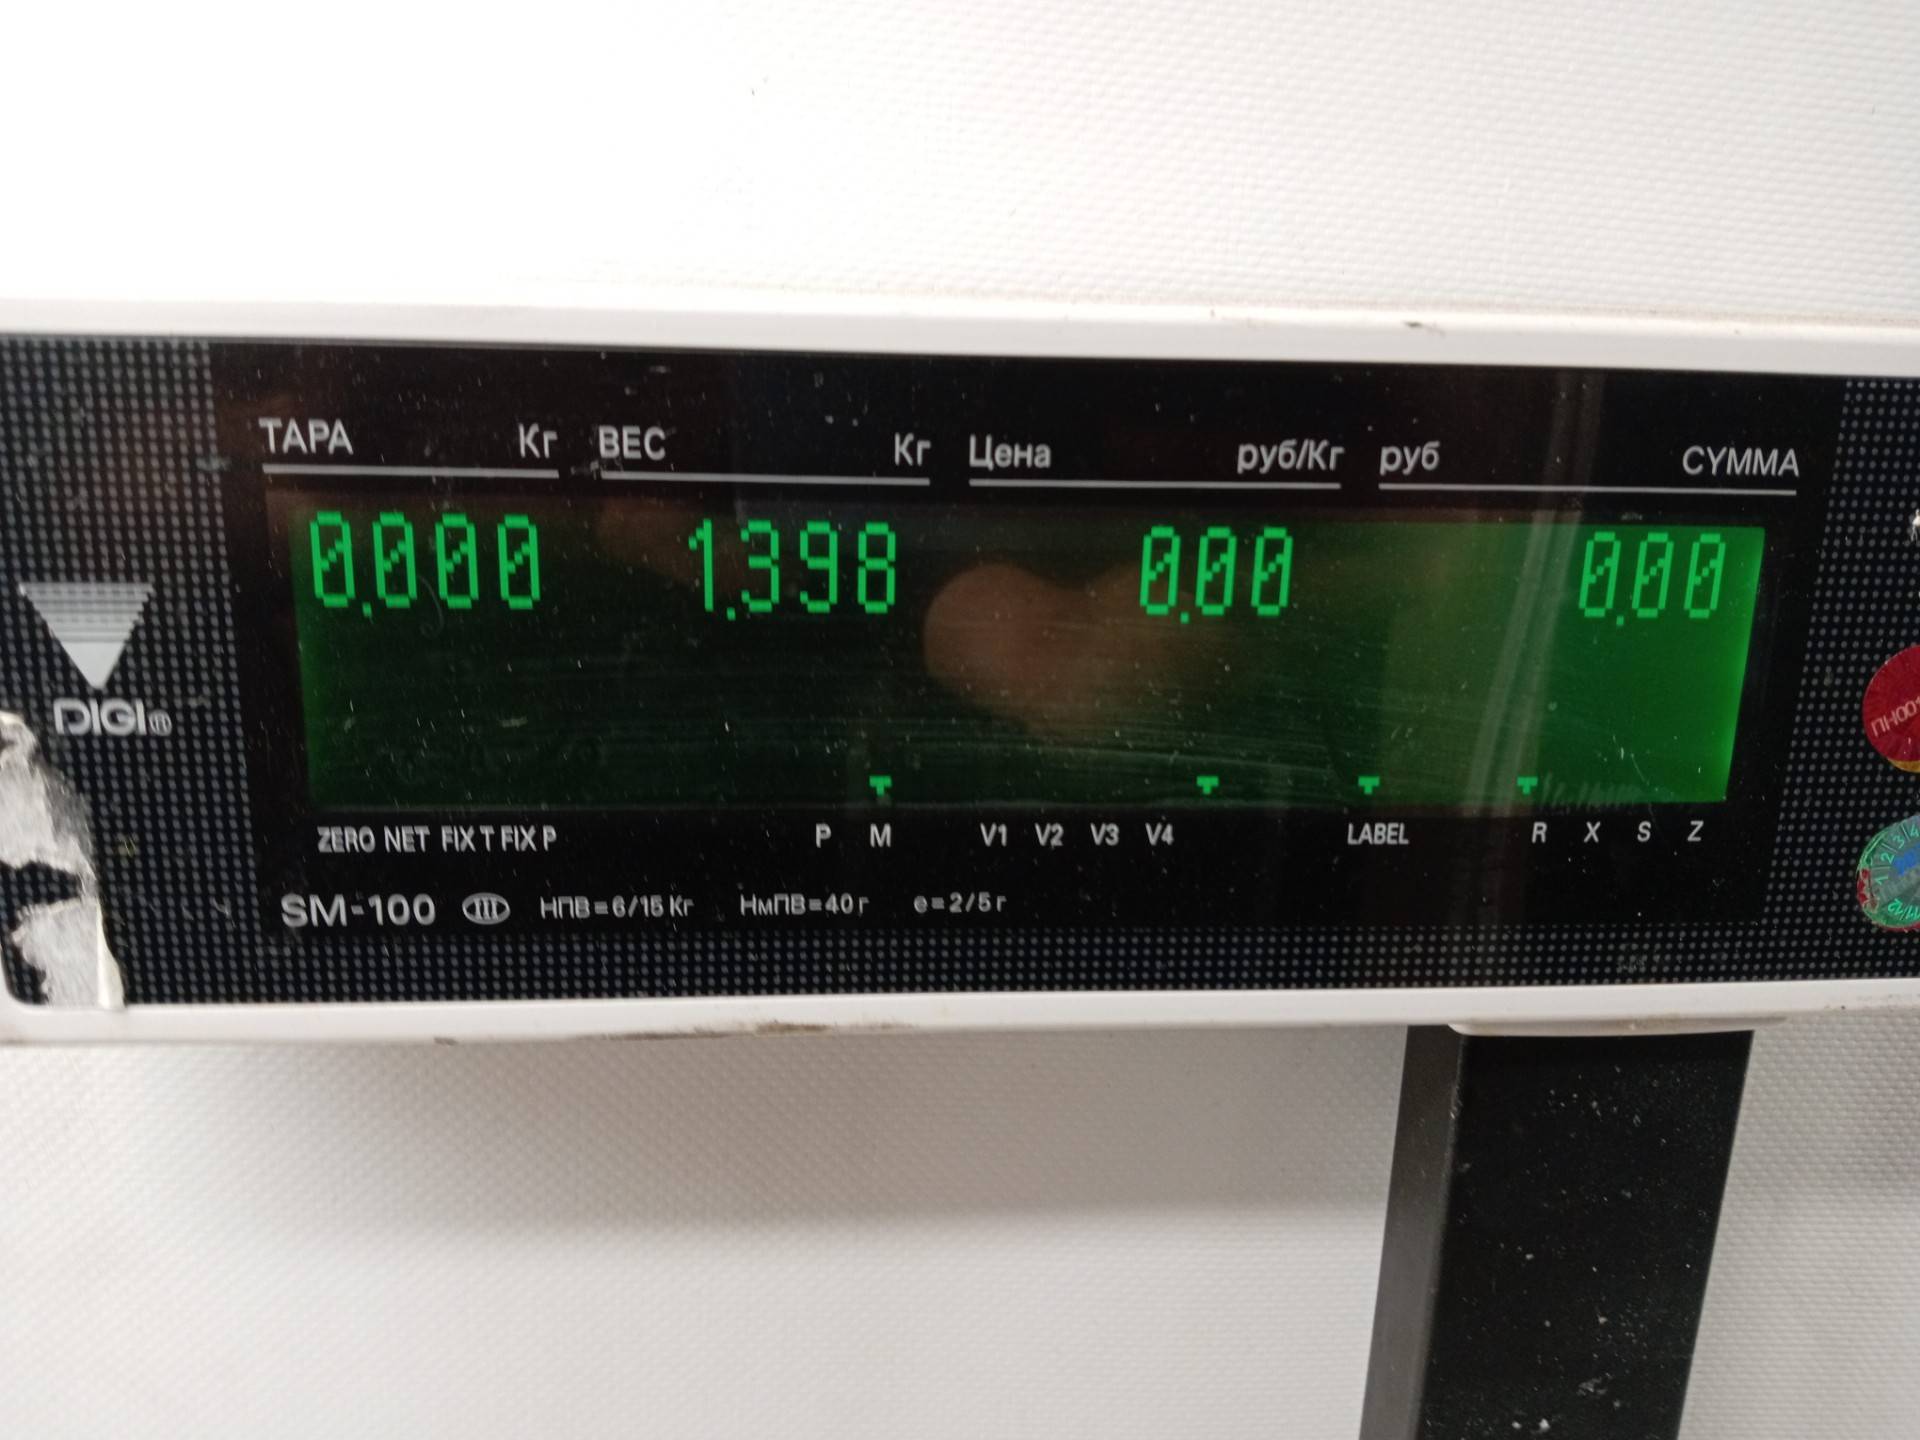 ТАРА Кг ВЕС Кг Цена руб/Кг руб СУММА
0.000 1.398 0.00 0.00
DIGI
ZERO NET FIX T FIX P P M V1 V2 V3 V4 LABEL R X S Z
SM-100 III НПВ=6/15 Кг НмПВ=40 г e=2/5 г